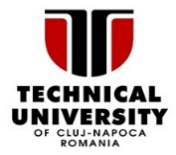 TECHNICAL
UNIVERSITY
OF CLUJ-NAPOCA
ROMANIA